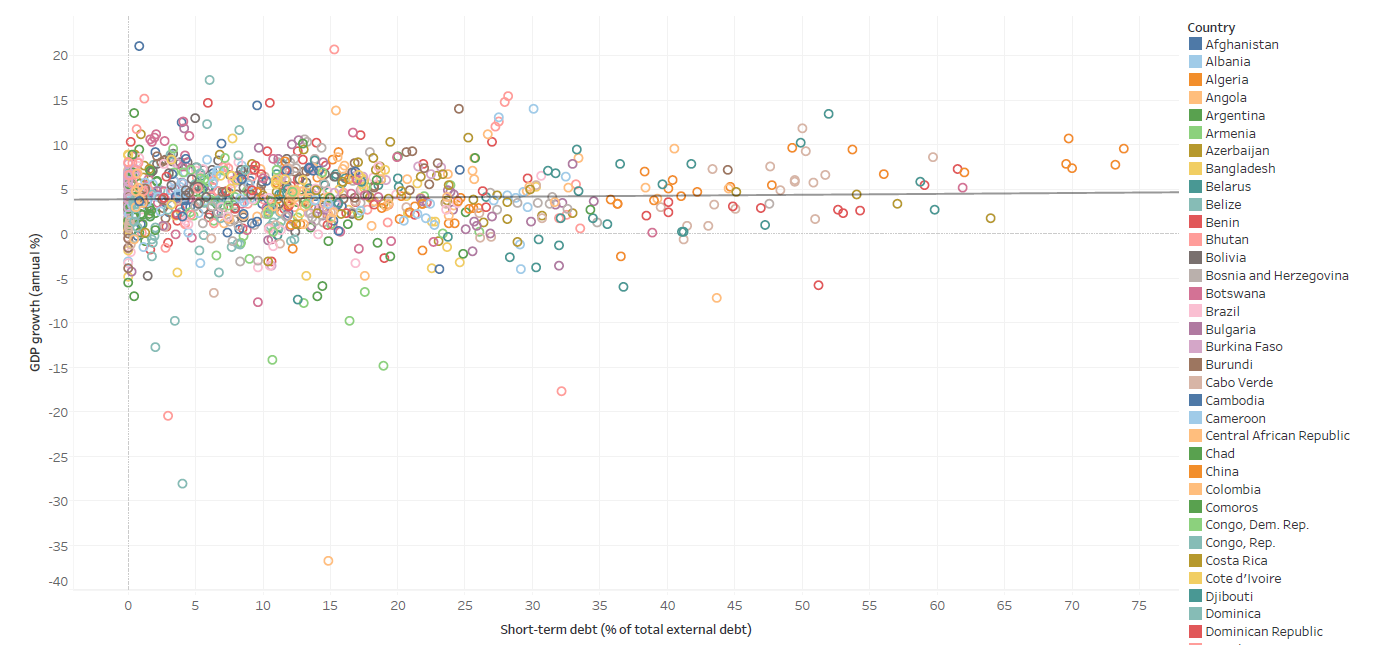 20
15
10
5
0
-5
-10
-15
-20
-25
-30
-35
-40
GDP growth (annual %)
0 5 10 15 20 25 30 35 40 45 50 55 60 65 70 75
Short-term debt (% of total external debt)
Country
Afghanistan
Albania
Algeria
Angola
Argentina
Armenia
Azerbaijan
Bangladesh
Belarus
Belize
Benin
Bhutan
Bolivia
Bosnia and Herzegovina
Botswana
Brazil
Bulgaria
Burkina Faso
Burundi
Cabo Verde
Cambodia
Cameroon
Central African Republic
Chad
China
Colombia
Comoros
Congo, Dem. Rep.
Congo, Rep.
Costa Rica
Cote d'Ivoire
Djibouti
Dominica
Dominican Republic